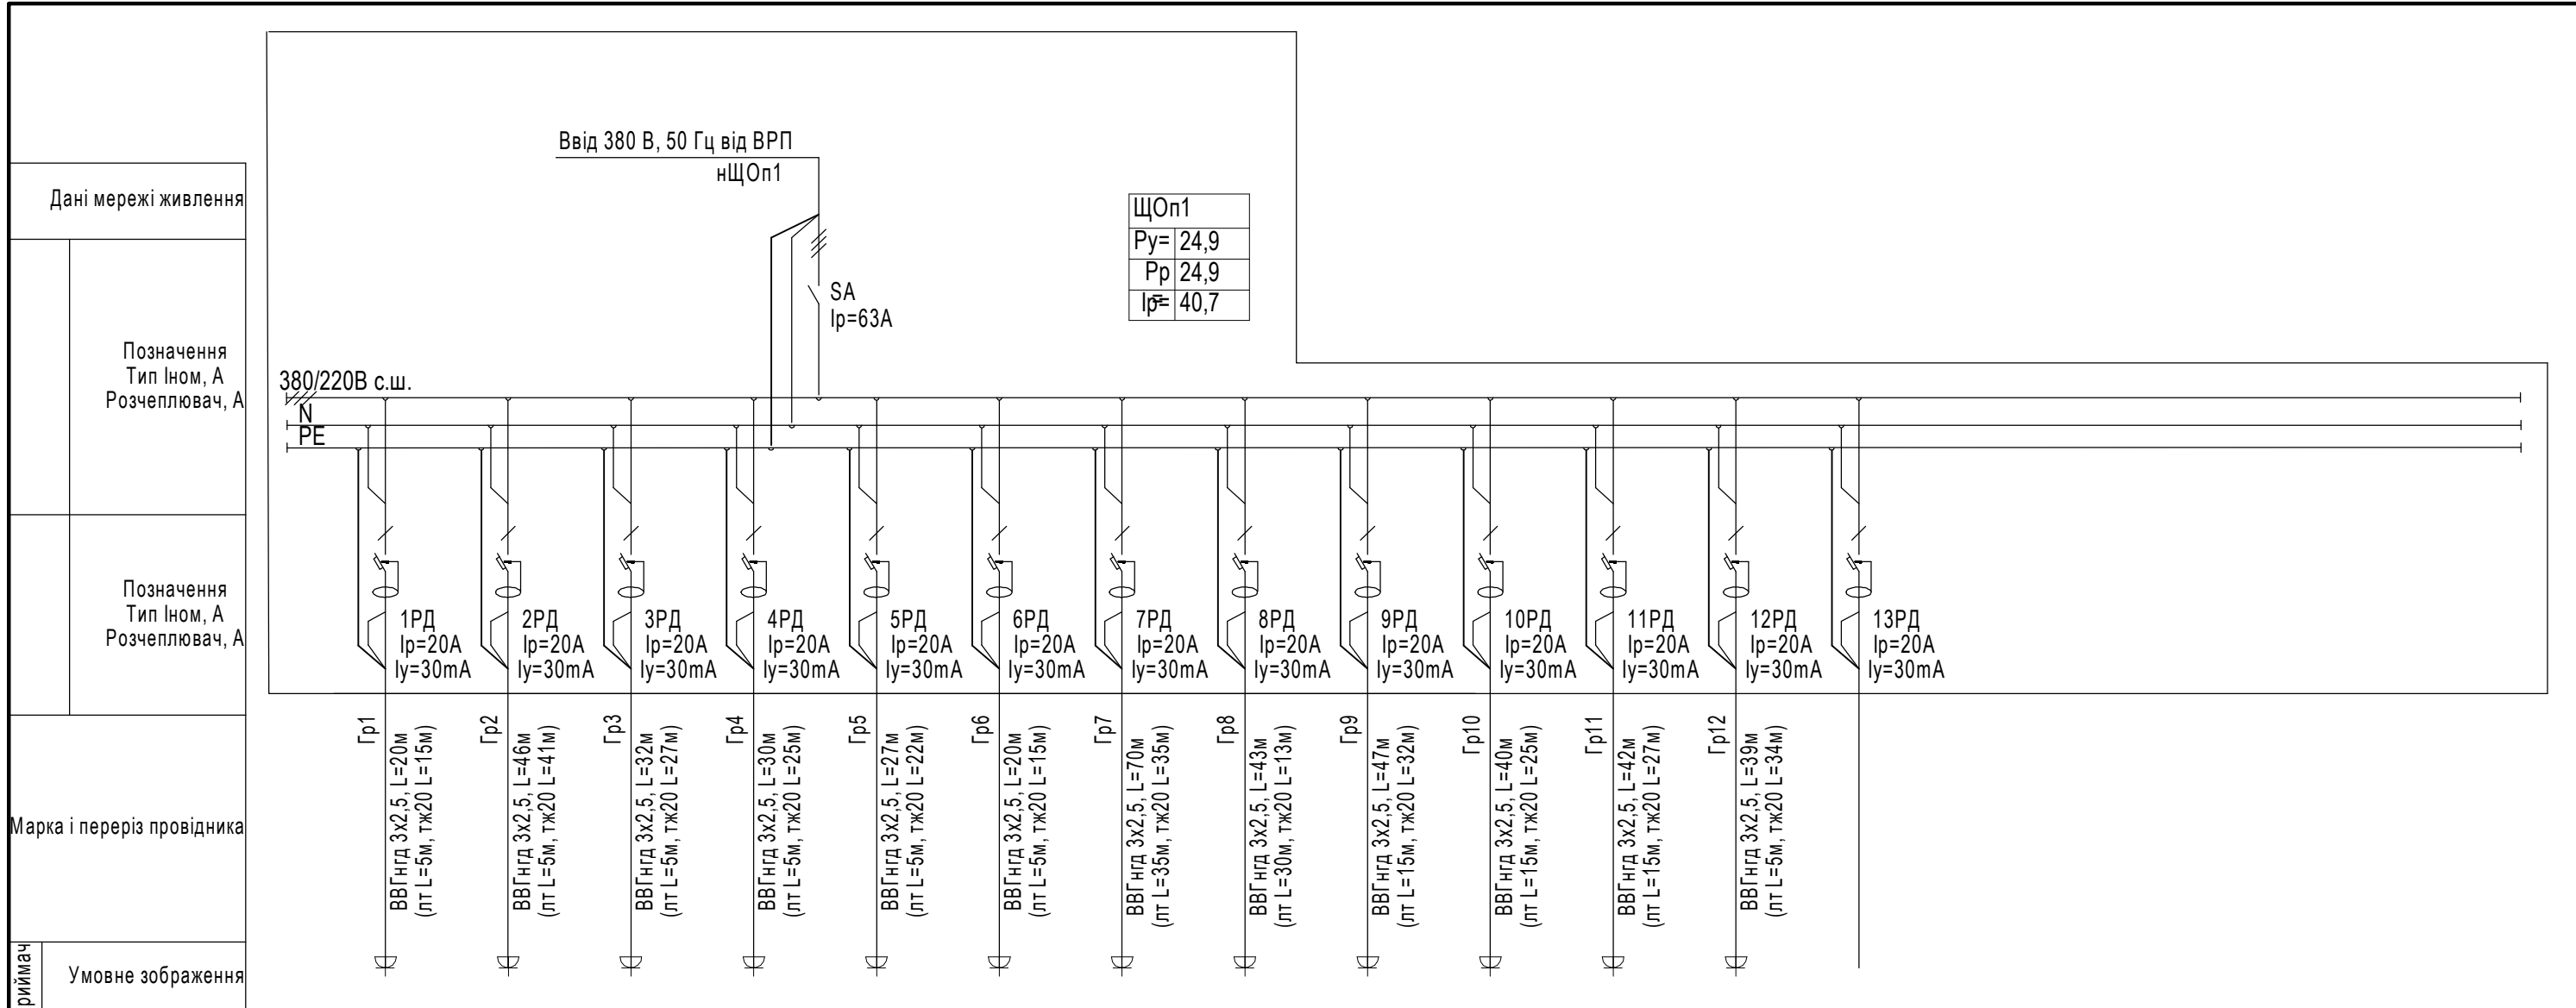 Ввід 380 В, 50 Гц від ВРП
нЩОп1
Дані мережі живлення
ЩОп1
Ру= 24,9
Рр= 24,9
Ір= 40,7
SA
Ip=63A
Позначення
Тип Іном, А
Розчеплювач, А
380/220В с.ш.
N
PE
Позначення
Тип Іном, А
Розчеплювач, А
1РД
Ір=20А
Іу=30mA
2РД
Ір=20А
Іу=30mA
3РД
Ір=20А
Іу=30mA
4РД
Ір=20А
Іу=30mA
5РД
Ір=20А
Іу=30mA
6РД
Ір=20А
Іу=30mA
7РД
Ір=20А
Іу=30mA
8РД
Ір=20А
Іу=30mA
9РД
Ір=20А
Іу=30mA
10РД
Ір=20А
Іу=30mA
11РД
Ір=20А
Іу=30mA
12РД
Ір=20А
Іу=30mA
13РД
Ір=20А
Іу=30mA
Марка і переріз провідника
Гр1
ВВГнгд 3х2,5, L=20м
(лт L=5м, тж20 L=15м)
Гр2
ВВГнгд 3х2,5, L=46м
(лт L=5м, тж20 L=41м)
Гр3
ВВГнгд 3х2,5, L=32м
(лт L=5м, тж20 L=27м)
Гр4
ВВГнгд 3х2,5, L=30м
(лт L=5м, тж20 L=25м)
Гр5
ВВГнгд 3х2,5, L=27м
(лт L=5м, тж20 L=22м)
Гр6
ВВГнгд 3х2,5, L=20м
(лт L=5м, тж20 L=15м)
Гр7
ВВГнгд 3х2,5, L=70м
(лт L=35м, тж20 L=35м)
Гр8
ВВГнгд 3х2,5, L=43м
(лт L=30м, тж20 L=13м)
Гр9
ВВГнгд 3х2,5, L=47м
(лт L=15м, тж20 L=32м)
Гр10
ВВГнгд 3х2,5, L=40м
(лт L=15м, тж20 L=25м)
Гр11
ВВГнгд 3х2,5, L=42м
(лт L=15м, тж20 L=27м)
Гр12
ВВГнгд 3х2,5, L=39м
(лт L=5м, тж20 L=34м)
риймач
Умовне зображення